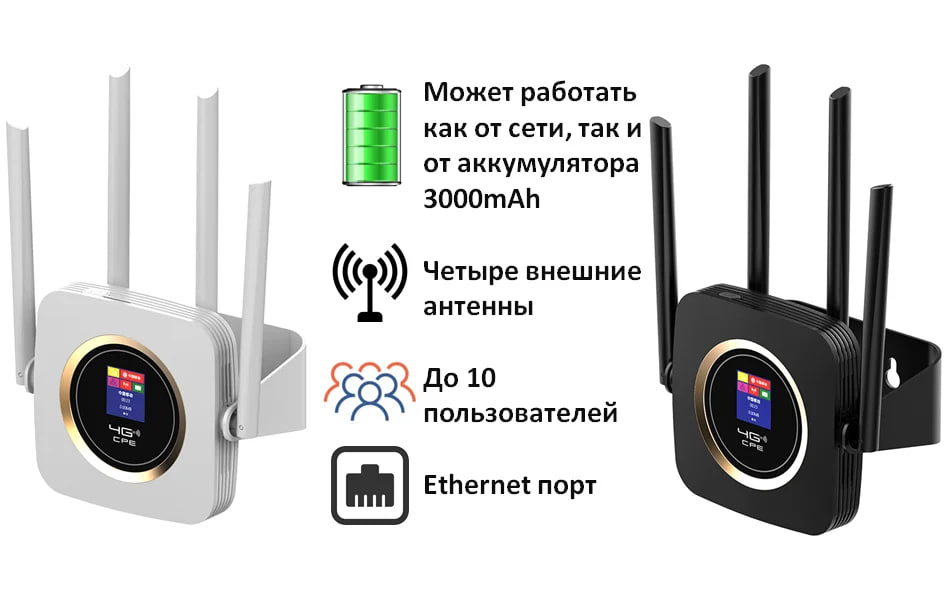 Может работать
как от сети, так и
от аккумулятора
3000mAh
Четыре внешние
антенны
До 10
пользователей
Ethernet порт
4G
CPE
4G
CPE